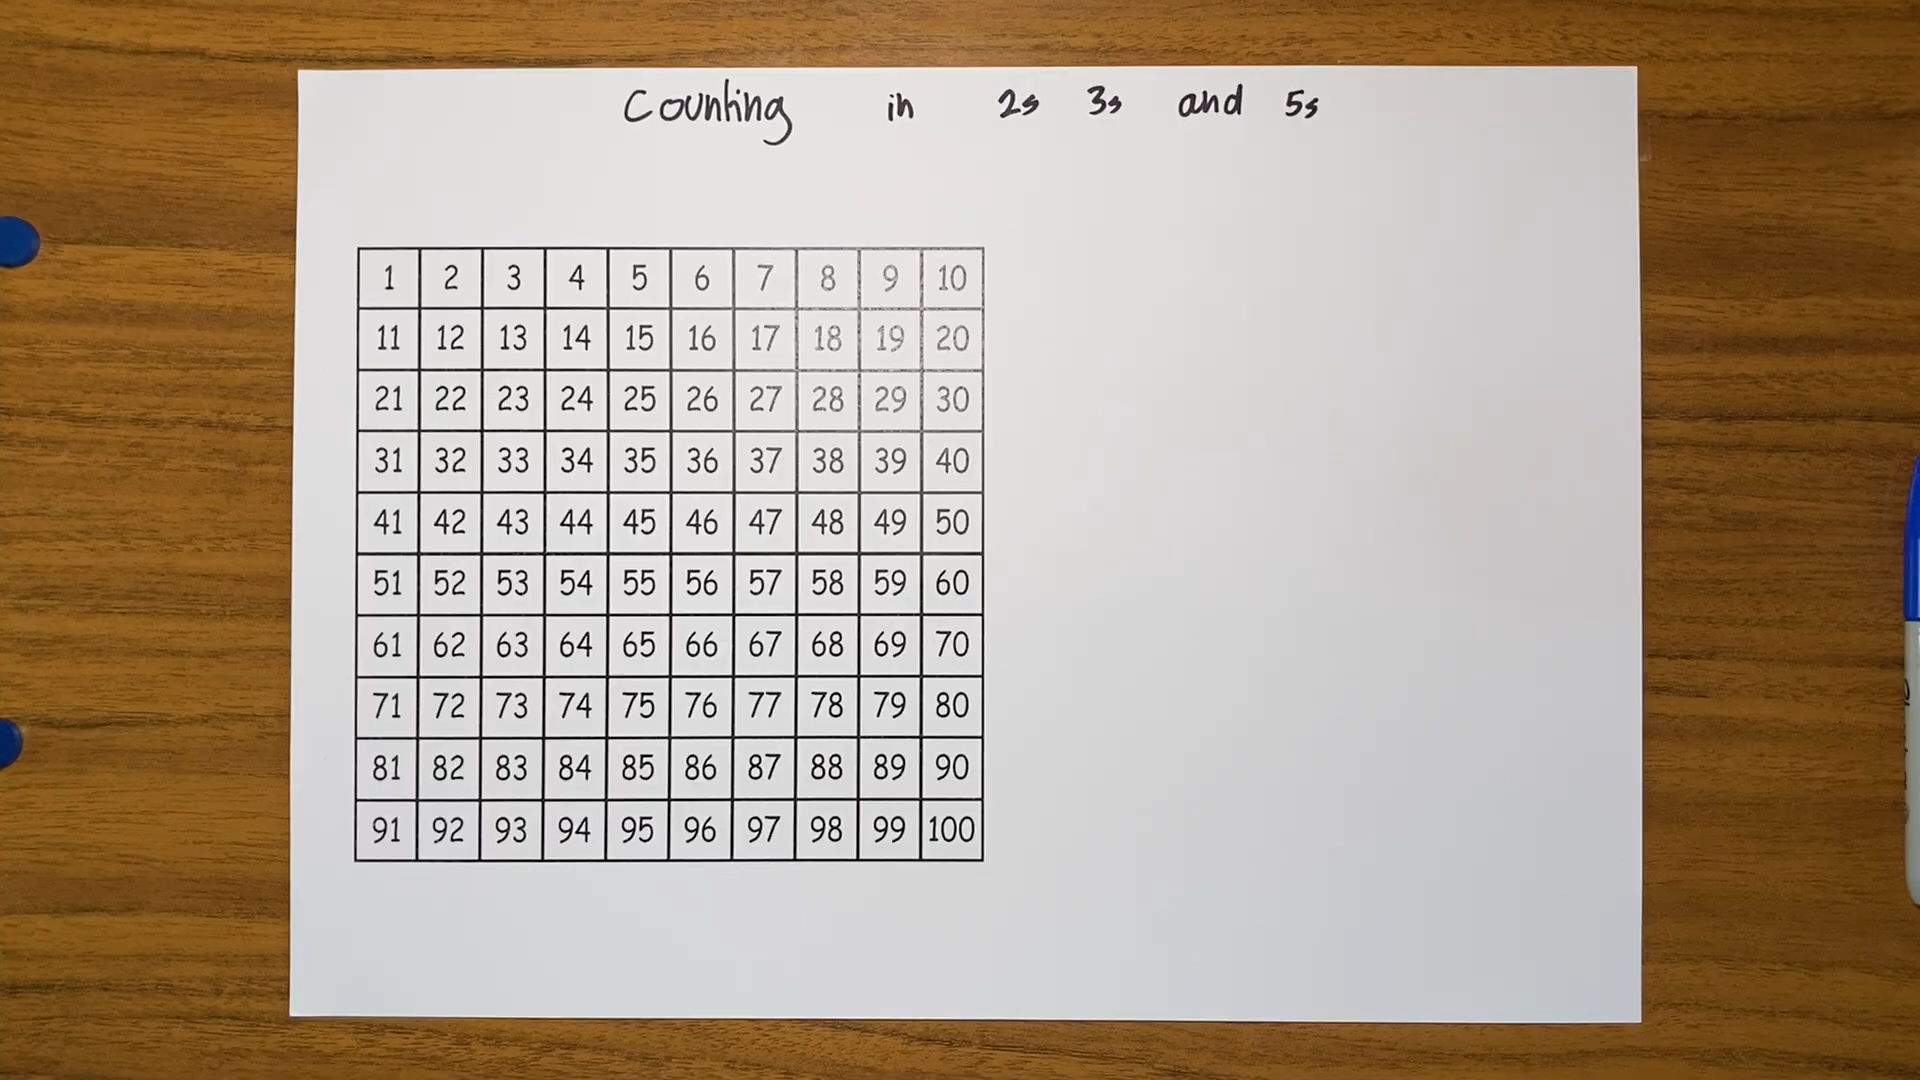 Counting in 2s 3s and 5s
1 2 3 4 5 6 7 8 9 10
11 12 13 14 15 16 17 18 19 20
21 22 23 24 25 26 27 28 29 30
31 32 33 34 35 36 37 38 39 40
41 42 43 44 45 46 47 48 49 50
51 52 53 54 55 56 57 58 59 60
61 62 63 64 65 66 67 68 69 70
71 72 73 74 75 76 77 78 79 80
81 82 83 84 85 86 87 88 89 90
91 92 93 94 95 96 97 98 99 100